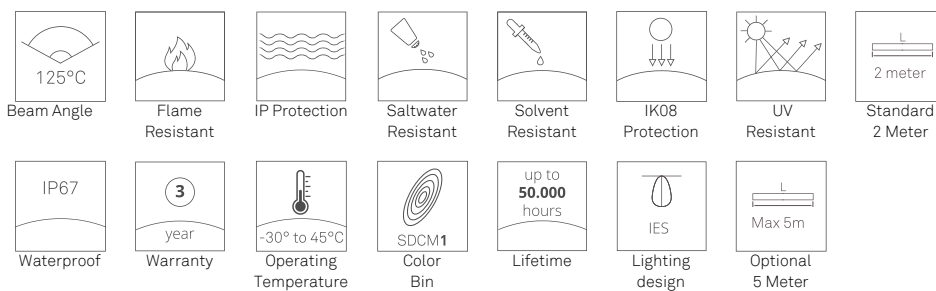 125°C
Beam Angle
Flame
Resistant
IP Protection
Saltwater
Resistant
Solvent
Resistant
IK08
Protection
UV
Resistant
L
2 meter
Standard
2 Meter
IP67
Waterproof
3
year
Warranty
-30° to 45°C
Operating
Temperature
SDCM1
Color
Bin
up to
50.000
hours
Lifetime
IES
Lighting
design
L
Max 5m
Optional
5 Meter